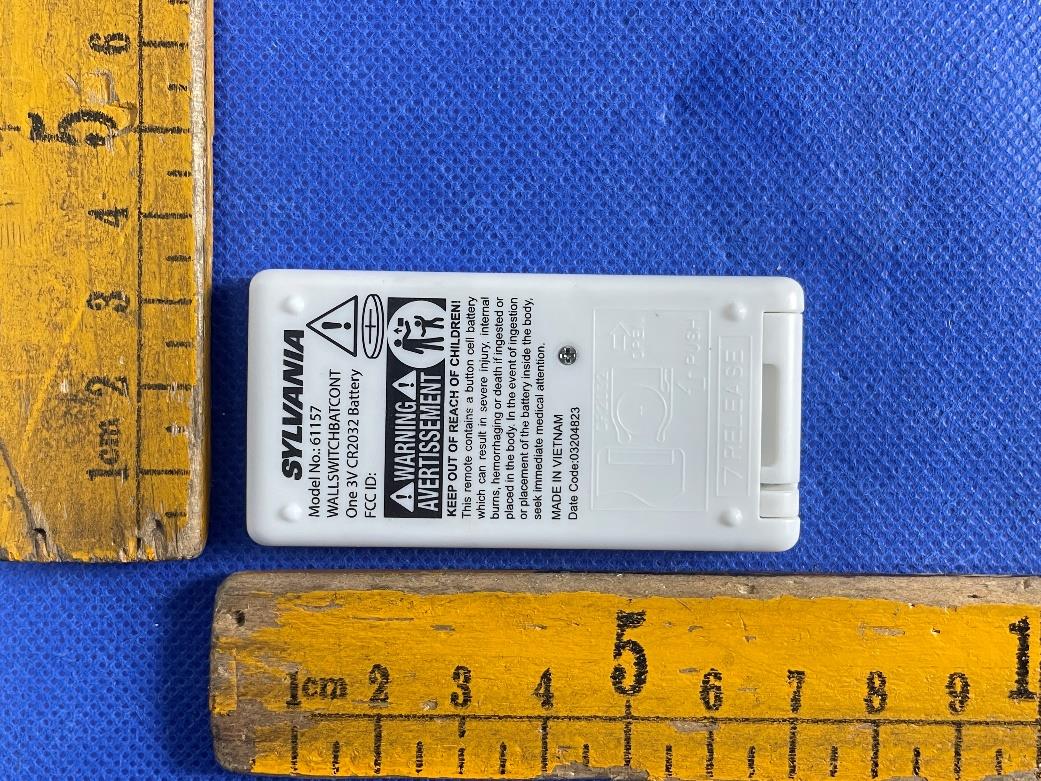 SYLVANIA
Model No.: 61157
WALLSWITCHBATCONT
One 3V CR2032 Battery
FCC ID:
WARNING
AVERTISSEMENT
KEEP OUT OF REACH OF CHILDREN!
This remote contains a button cell battery
which can result in severe injury, internal
burns, hemorrhaging or death if ingested or
placed in the body. In the event of ingestion
or placement of the battery inside the body,
seek immediate medical attention.
MADE IN VIETNAM
Date Code:03204823
CR2032
PUSH
RELEASE
6
5
4
3
2
1cm
1cm 2 3 4 5 6 7 8 9 1